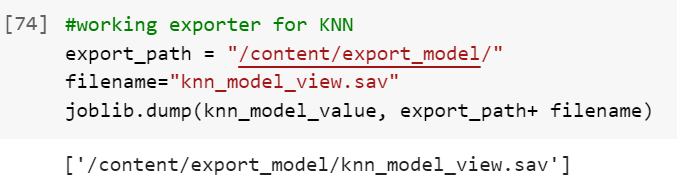 [74] #working exporter for KNN
export_path = "/content/export_model/"
filename="knn_model_view.sav"
joblib.dump(knn_model_value, export_path+ filename)
['/content/export_model/knn_model_view.sav']